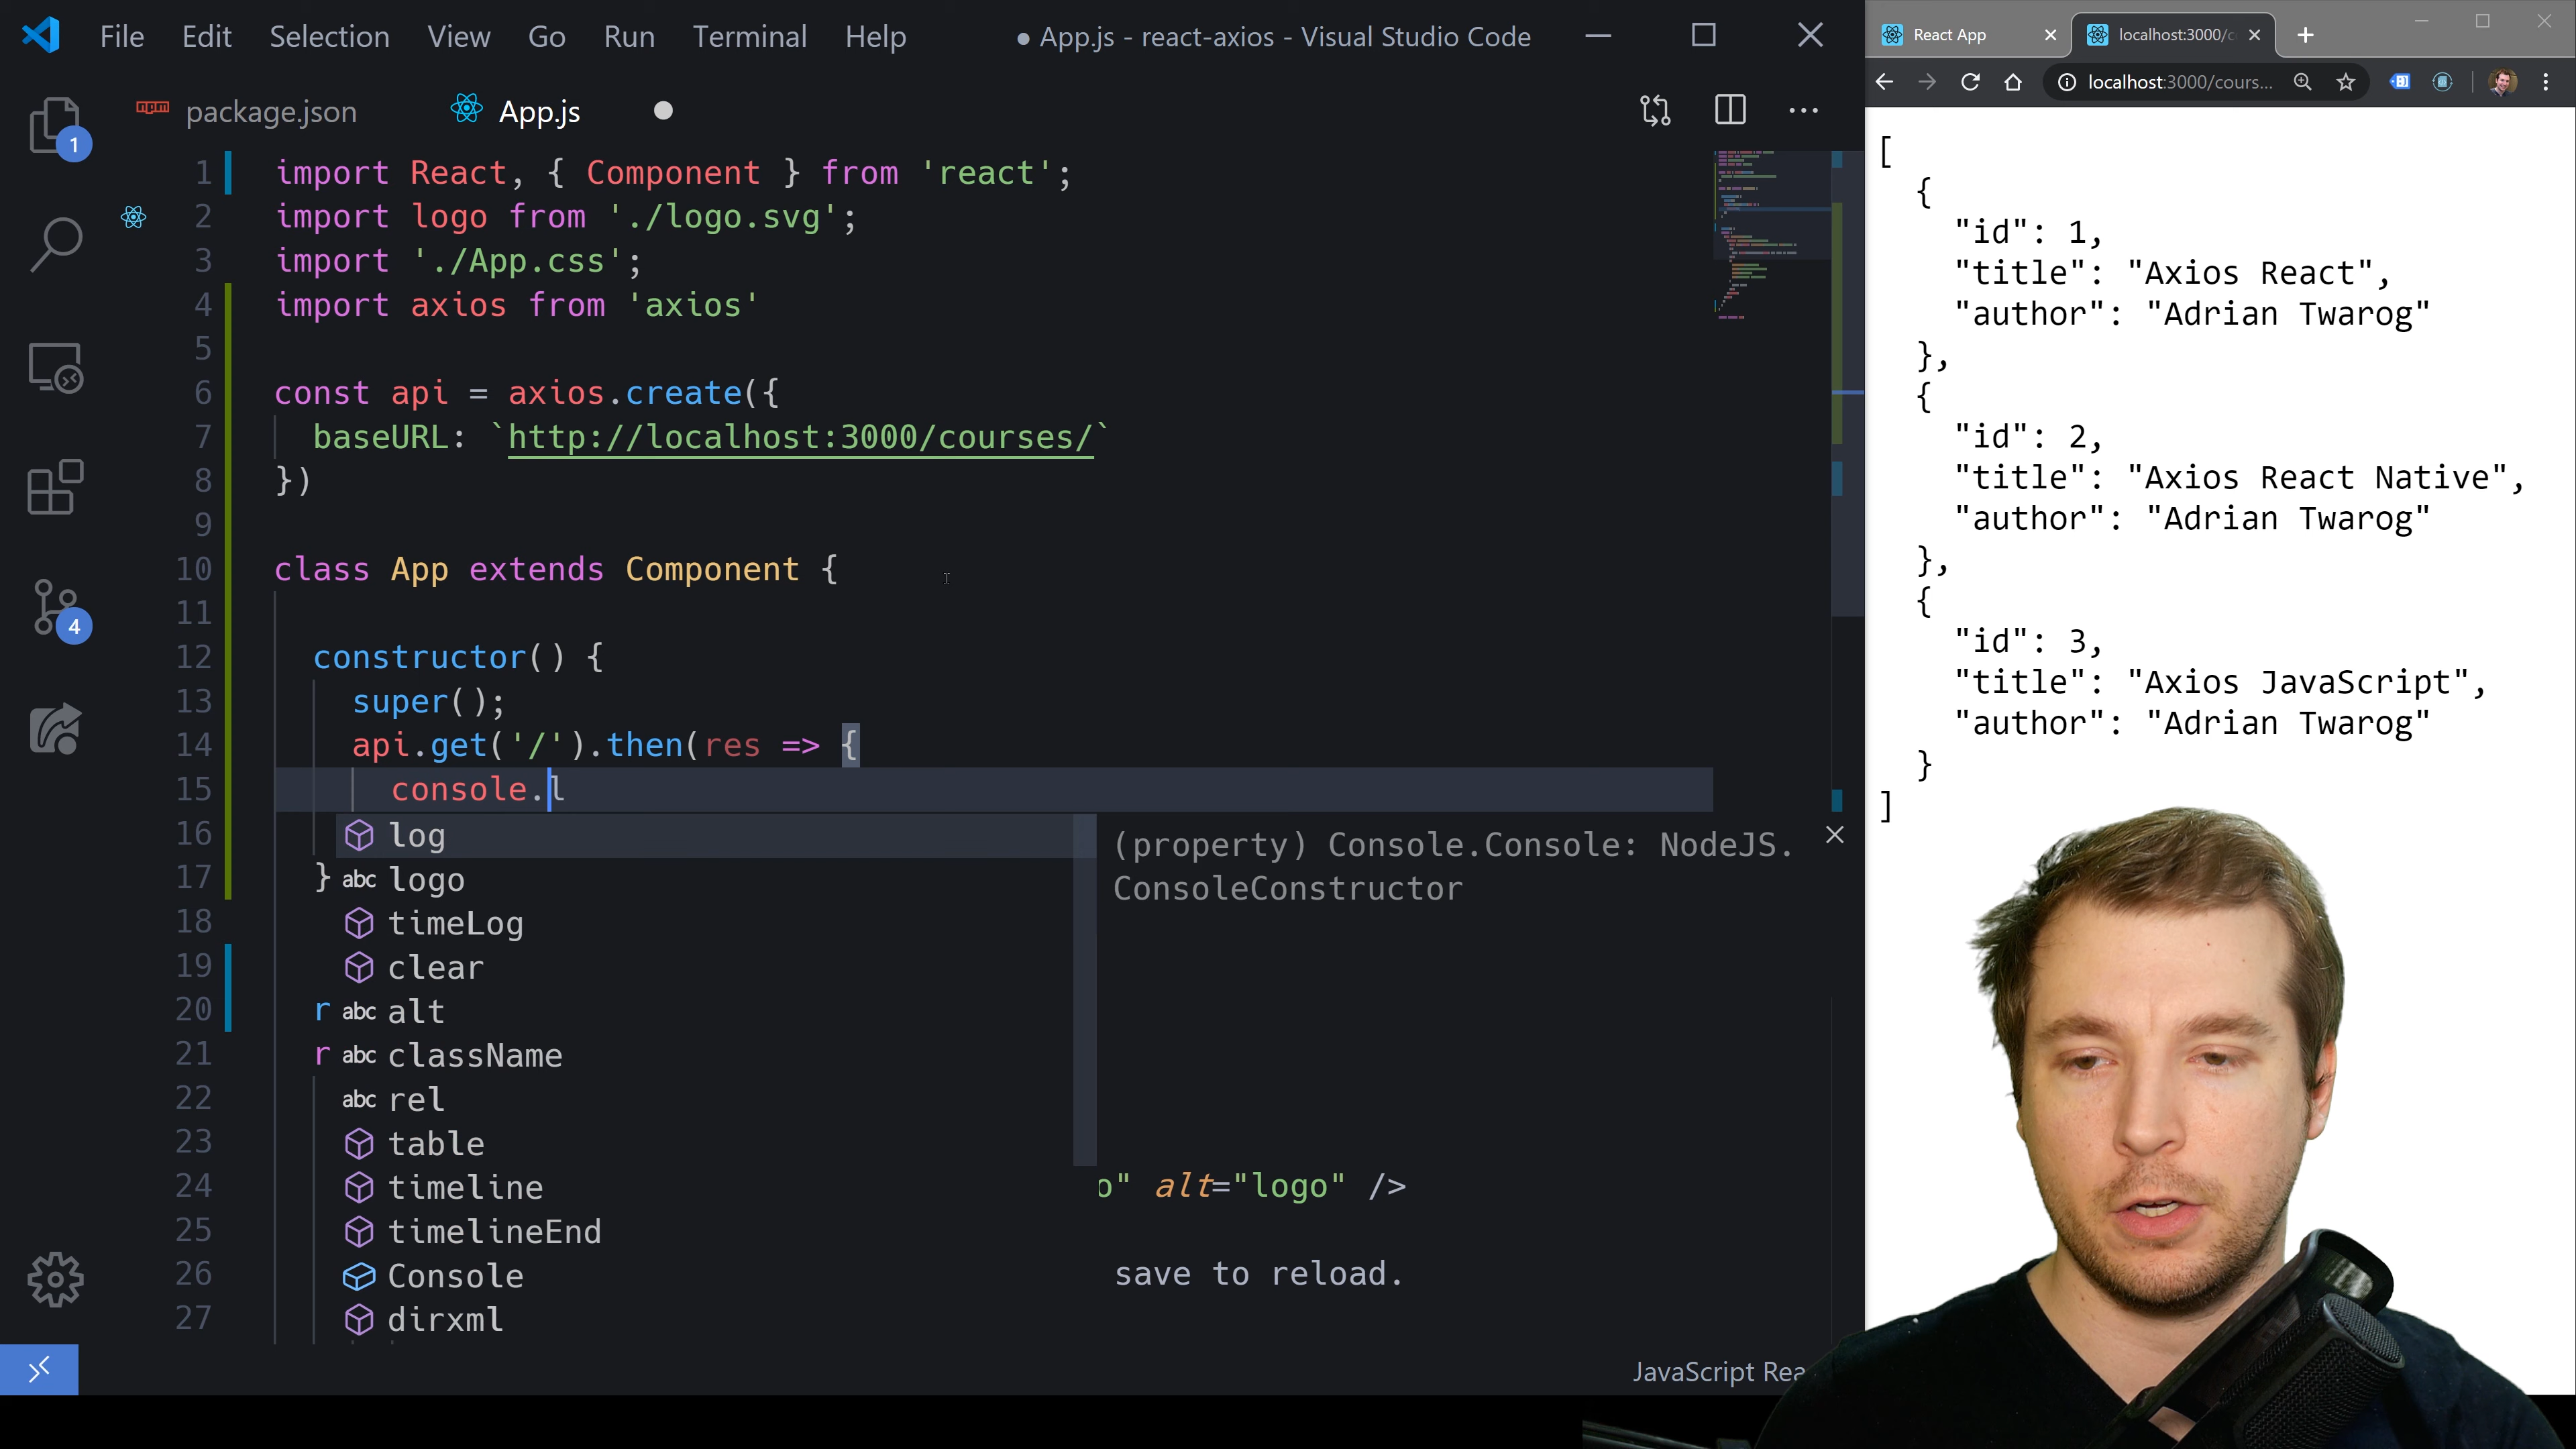 File Edit Selection View Go Run Terminal Help
● App.js - react-axios - Visual Studio Code
package.json
App.js
1 import React, { Component } from 'react';
2 import logo from './logo.svg';
3 import './App.css';
4 import axios from 'axios'
5
6 const api = axios.create({
7 baseURL: `http://localhost:3000/courses/`
8 })
9
10 class App extends Component {
11
12 constructor() {
13 super();
14 api.get('/').then(res => {
15 console.l
16 log
17 } abc logo
18 timeLog
19 clear
20 r abc alt
21 r abc className
22 abc rel
23 table
24 timeline o" alt="logo" />
25 timelineEnd
26 Console save to reload.
27 dirxml
(property) Console.Console: NodeJS.
ConsoleConstructor
1
4
JavaScript Rea
React App
localhost:3000/c
localhost:3000/cours...
[
{
"id": 1,
"title": "Axios React",
"author": "Adrian Twarog"
},
{
"id": 2,
"title": "Axios React Native",
"author": "Adrian Twarog"
},
{
"id": 3,
"title": "Axios JavaScript",
"author": "Adrian Twarog"
}
]